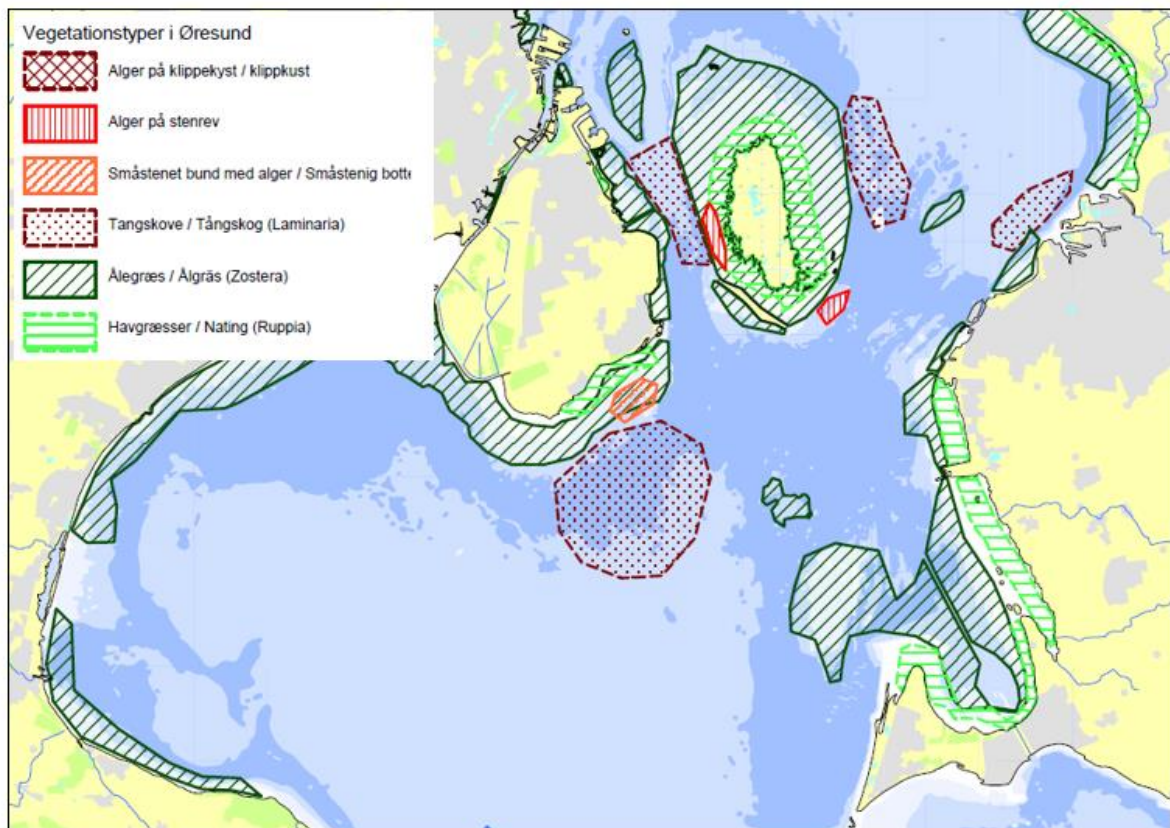 Vegetationstyper i Øresund
Alger på klippekyst / klippkust
Alger på stenrev
Småstenet bund med alger / Småstenig botte
Tangskove / Tångskog (Laminaria)
Ålegræs / Ålgräs (Zostera)
Havgræsser / Nating (Ruppia)